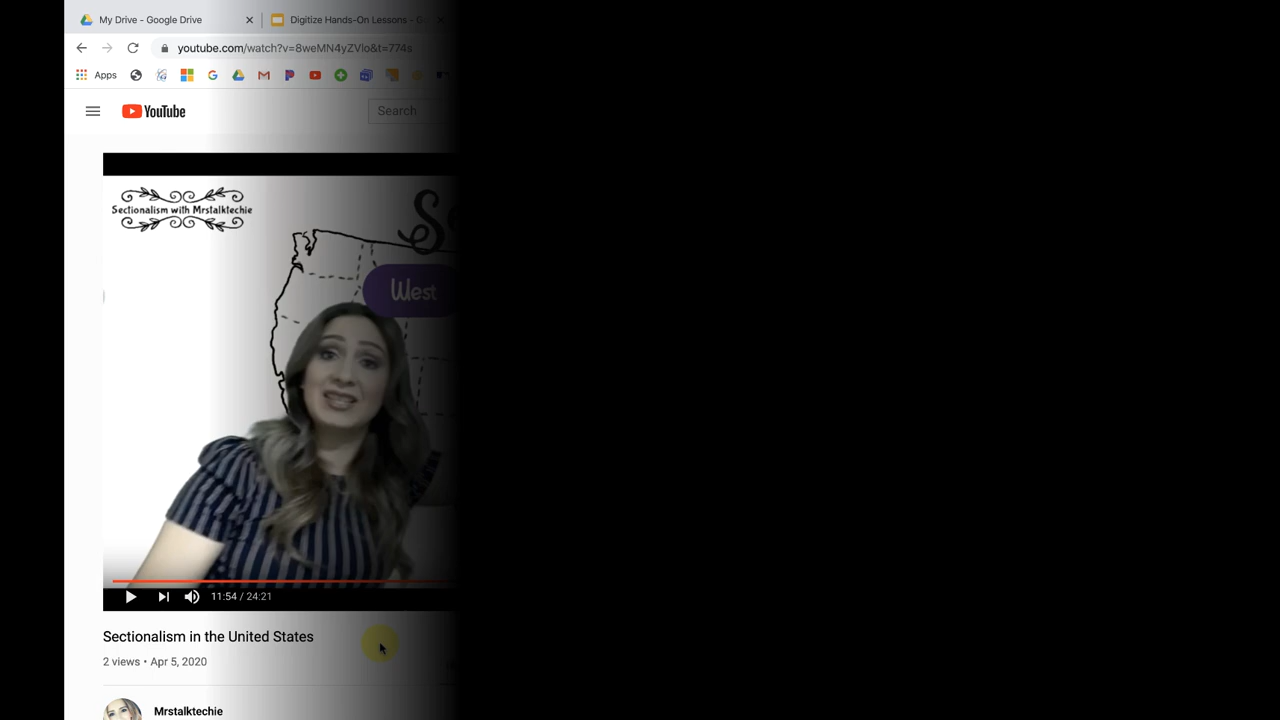 My Drive - Google Drive
Digitize Hands-On Lessons - G
youtube.com/watch?v=8weMN4yZVlo&t=774s
Apps
YouTube
Search
Sectionalism with Mrstalktechie
West
11:54 / 24:21
Sectionalism in the United States
2 views • Apr 5, 2020
Mrstalktechie